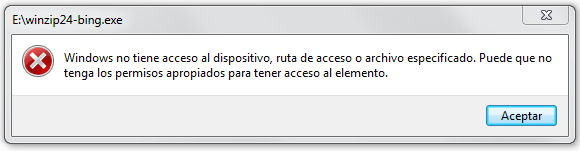 E:\winzip24-bing.exe
Windows no tiene acceso al dispositivo, ruta de acceso o archivo especificado. Puede que no
tenga los permisos apropiados para tener acceso al elemento.
Aceptar